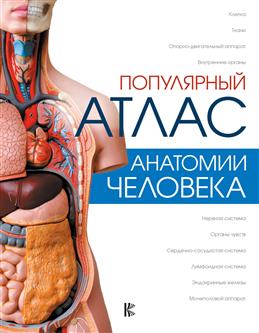 Клетка
Ткани
Опорно-двигательный аппарат
Внутренние органы
ПОПУЛЯРНЫЙ
АТЛАС
АНАТОМИИ
ЧЕЛОВЕКА
Нервная система
Органы чувств
Сердечно-сосудистая система
Лимфоидная система
Эндокринные железы
Мочеполовой аппарат